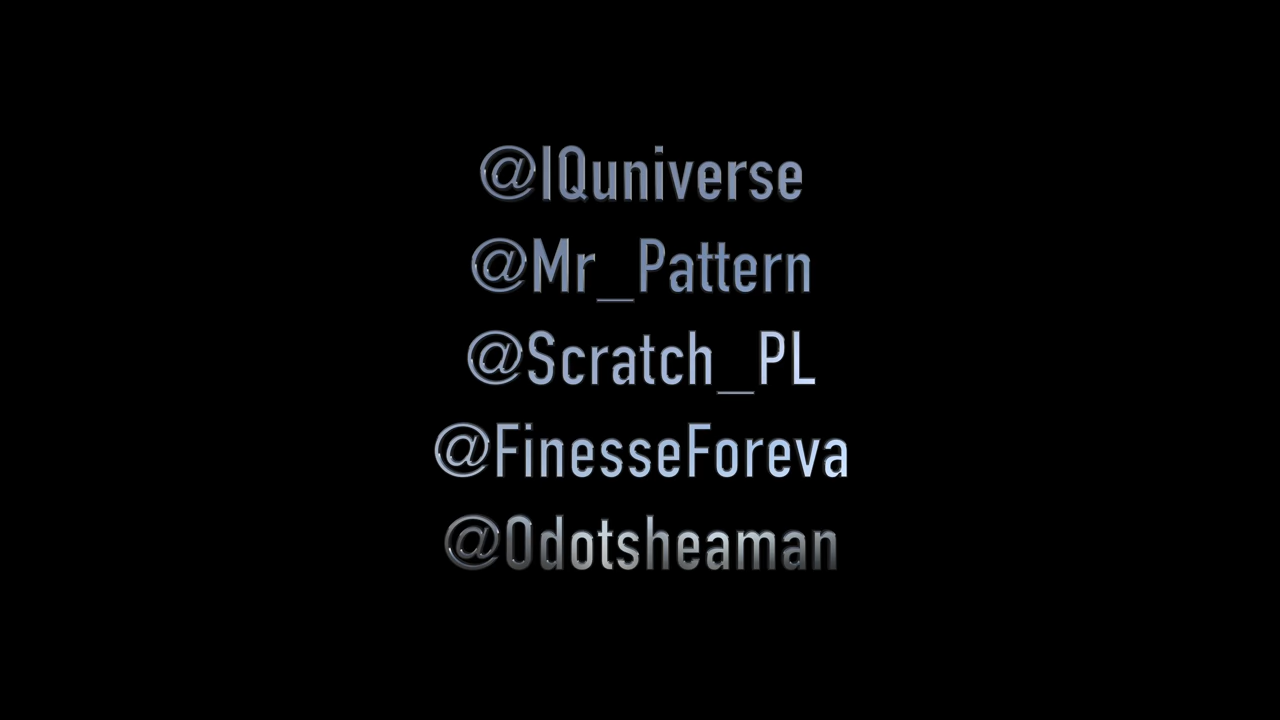 @IQuniverse
@Mr_Pattern
@Scratch_PL
@FinesseForeva
@Odotsheaman